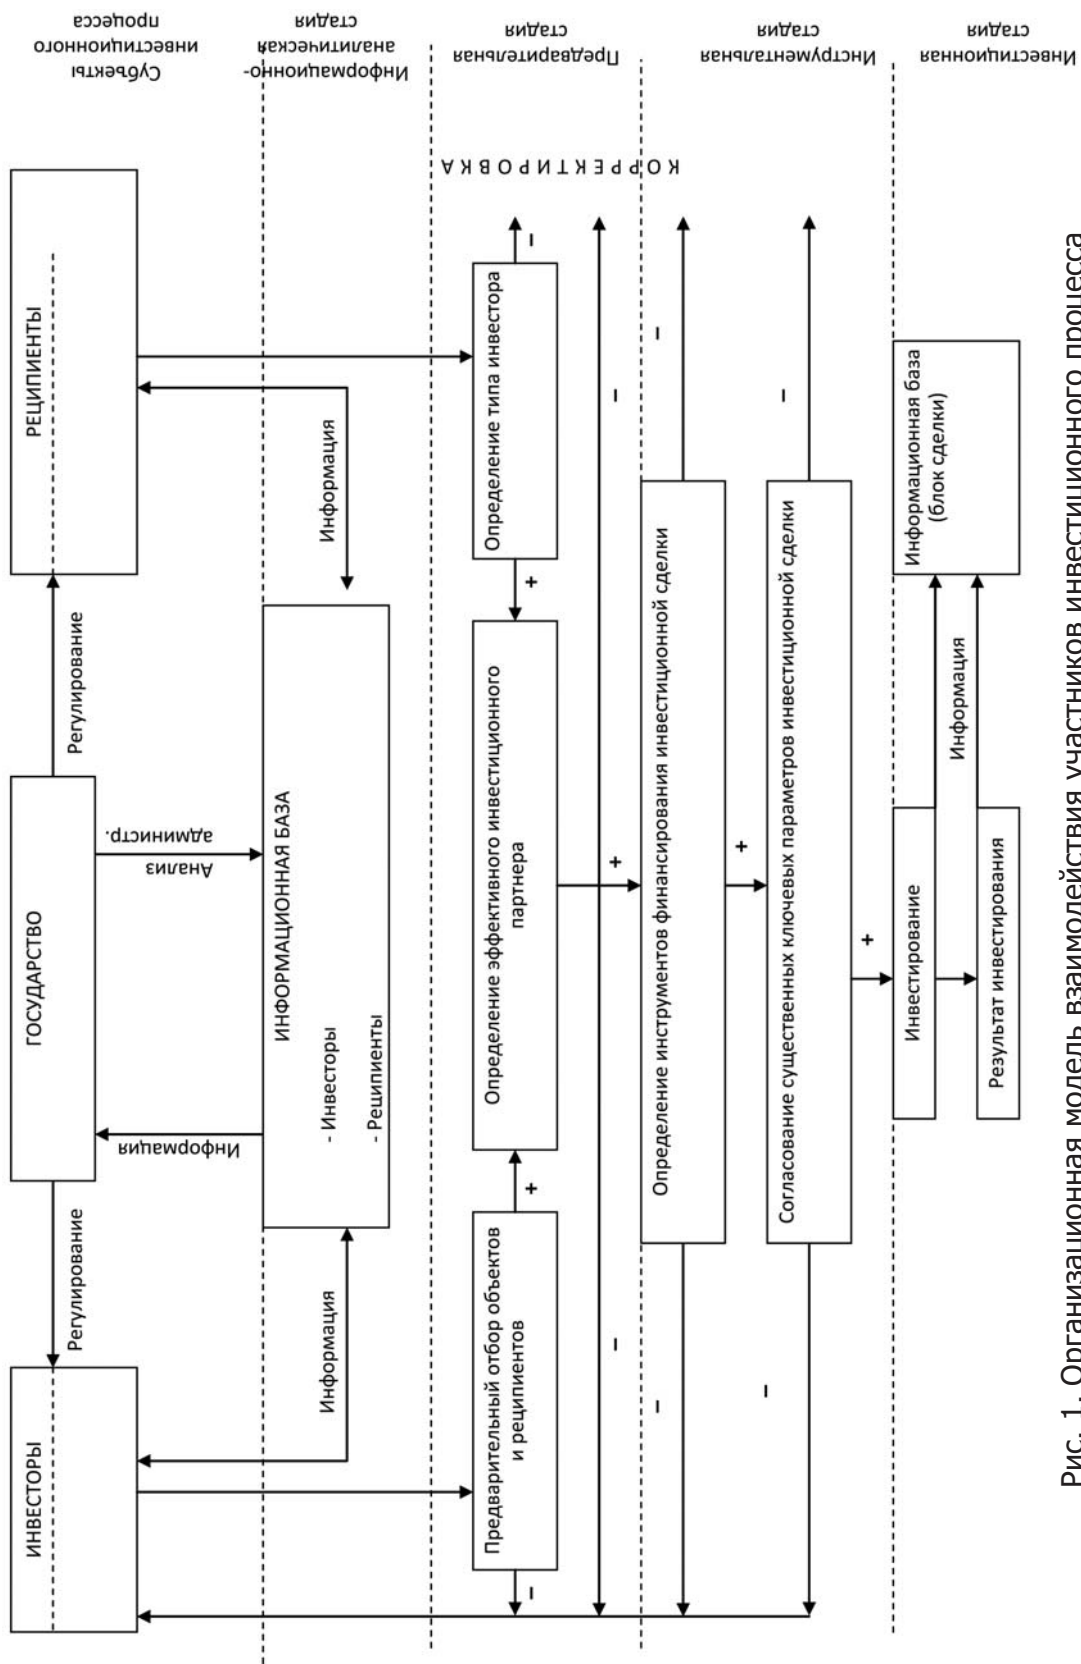 Субъекты
инвестиционного
процесса
ИНВЕСТОРЫ
Регулирование
ГОСУДАРСТВО
Регулирование
РЕЦИПИЕНТЫ
Информационно-
аналитическая
стадия
Информация
Информация
Анализ
администр.
ИНФОРМАЦИОННАЯ БАЗА
- Инвесторы
- Реципиенты
Информация
Предварительная
стадия
Предварительный отбор объектов
и реципиентов
–
+
Определение эффективного инвестиционного
партнера
+
Определение типа инвестора
–
–
+
–
КОРРЕКТИРОВКА
Инструментальная
стадия
–
Определение инструментов финансирования инвестиционной сделки
–
+
–
Согласование существенных ключевых параметров инвестиционной сделки
–
+
Инвестиционная
стадия
Инвестирование
Информация
Результат инвестирования
Информационная база
(блок сделки)
Рис. 1. Организационная модель взаимодействия участников инвестиционного процесса